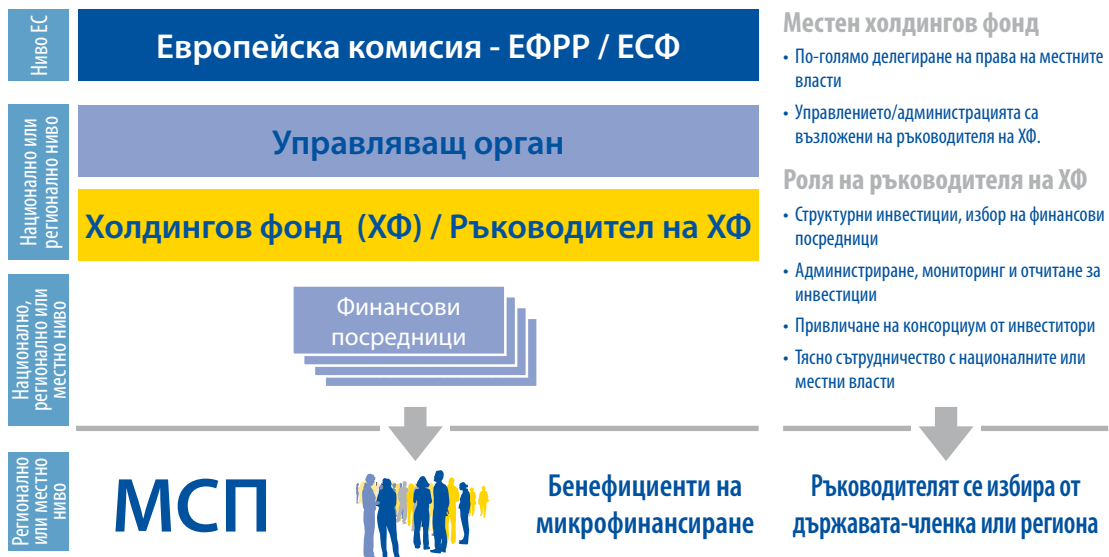 Ниво ЕС
Европейска комисия - ЕФРР / ЕСФ
Национално или
регионално ниво
Управляващ орган
Холдингов фонд (ХФ) / Ръководител на ХФ
Национално,
регионално или
местно ниво
Финансови
посредници
Регионално
или местно
ниво
МСП
Бенефициенти на
микрофинансиране
Местен холдингов фонд
• По-голямо делегиране на права на местните
власти
• Управлението/администрацията са
възложени на ръководителя на ХФ.
Роля на ръководителя на ХФ
• Структурни инвестиции, избор на финансови
посредници
• Администриране, мониторинг и отчитане за
инвестиции
• Привличане на консорциум от инвеститори
• Тясно сътрудничество с националните или
местни власти
Ръководителят се избира от
държавата-членка или региона